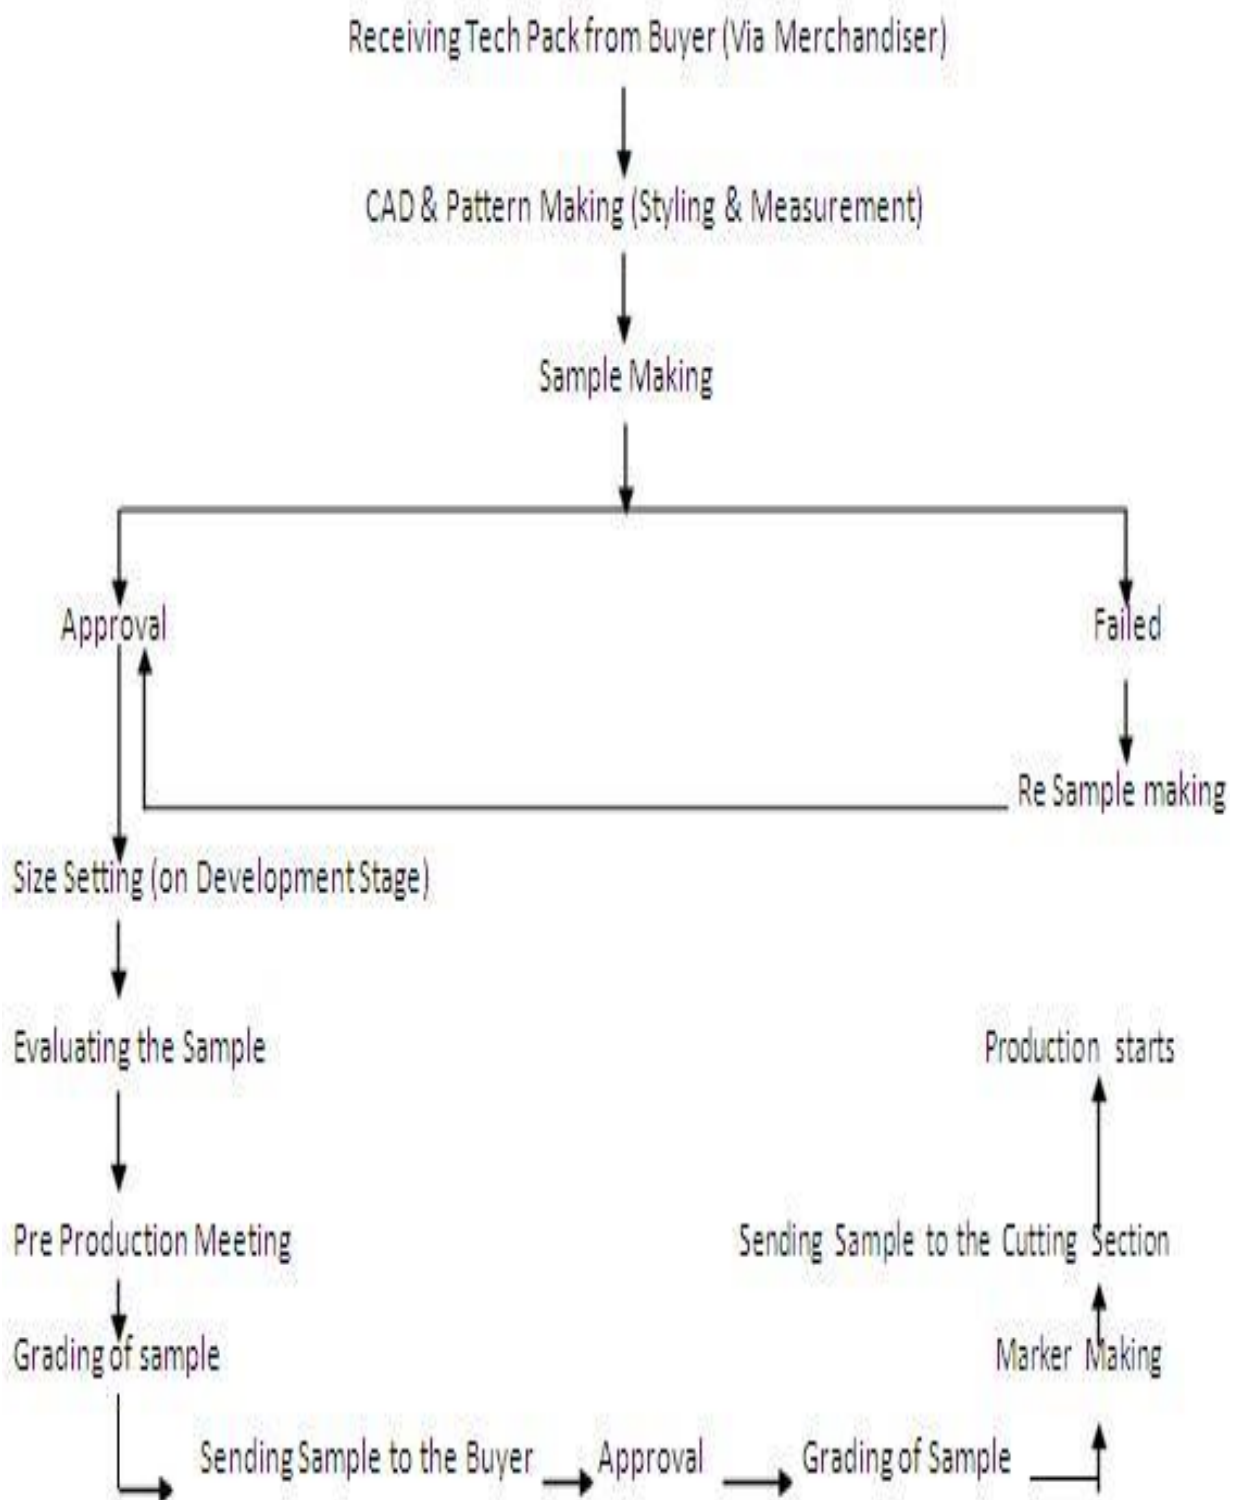 Receiving Tech Pack from Buyer (Via Merchandiser)
CAD & Pattern Making (Styling & Measurement)
Sample Making
Approval
Failed
Re Sample making
Size Setting (on Development Stage)
Evaluating the Sample
Production starts
Pre Production Meeting
Sending Sample to the Cutting Section
Grading of sample
Marker Making
Sending Sample to the Buyer
Approval
Grading of Sample